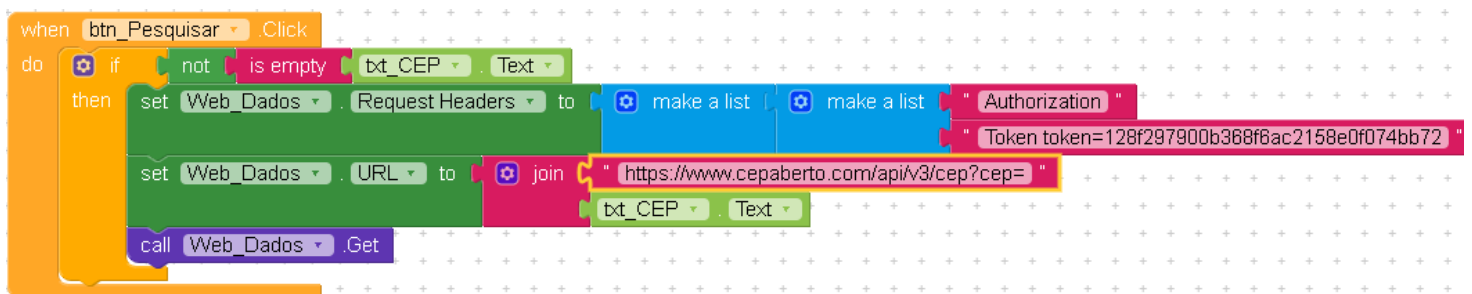 when btn_Pesquisar .Click
do if not is empty txt_CEP . Text
then set Web_Dados . Request Headers to make a list make a list " Authorization "
" Token token=128f297900b368f6ac2158e0f074bb72 "
set Web_Dados . URL to join " https://www.cepaberto.com/api/v3/cep?cep= "
txt_CEP . Text
call Web_Dados .Get